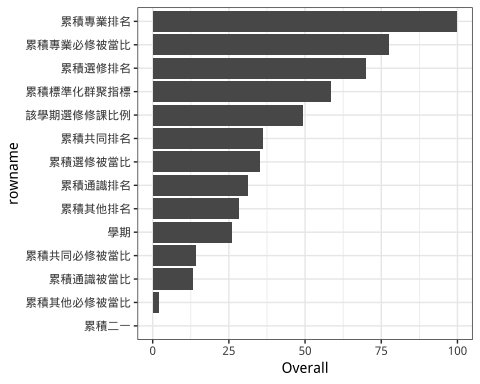 累積專業排名
累積專業必修被當比
累積選修排名
累積標準化群聚指標
該學期選修修課比例
累積共同排名
累積選修被當比
累積通識排名
累積其他排名
學期
累積共同必修被當比
累積通識被當比
累積其他必修被當比
累積二一
rowname
0 25 50 75 100
Overall